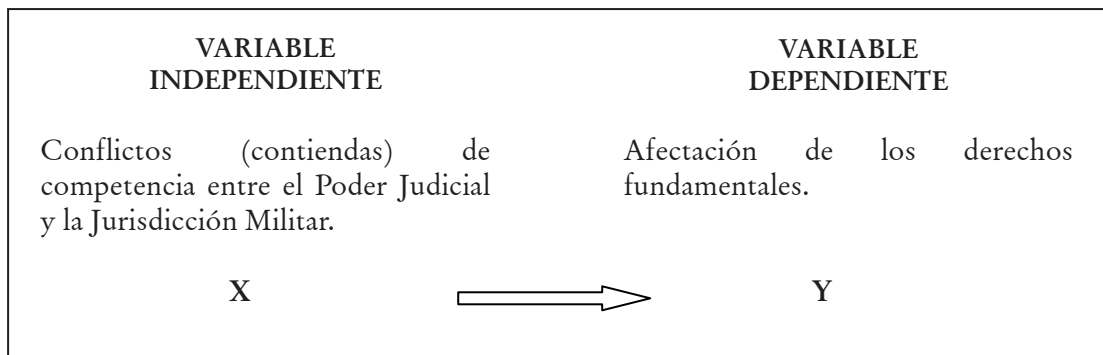 VARIABLE
INDEPENDIENTE
Conflictos (contiendas) de
competencia entre el Poder Judicial
y la Jurisdicción Militar.
X
VARIABLE
DEPENDIENTE
Afectación de los derechos
fundamentales.
Y